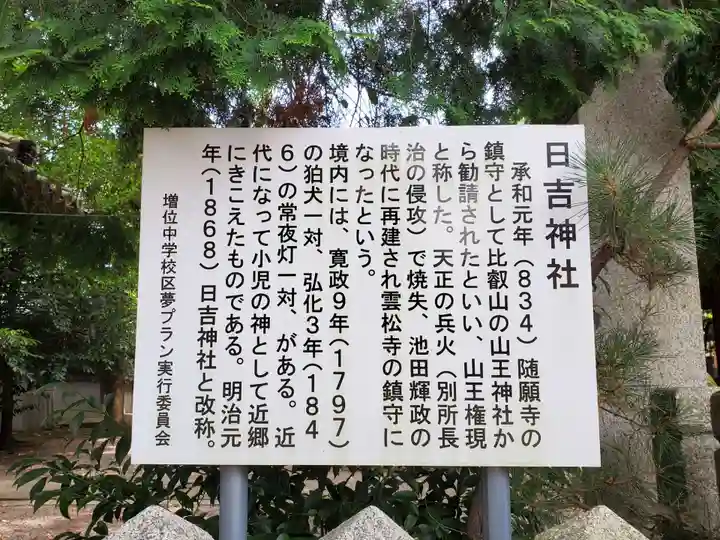 日吉神社
承和元年(834)随願寺の
鎮守として比叡山の山王神社か
ら勧請されたといい、山王権現
と称した。天正の兵火(別所長
治の侵攻)で焼失、池田輝政の
時代に再建され雲松寺の鎮守に
なったという。
境内には、寛政9年(1797)
の狛犬一対、弘化3年(184
6)の常夜灯一対、がある。近
代になって小児の神として近郷
にきこえたものである。明治元
年(1868)日吉神社と改称。
増位中学校区夢プラン実行委員会